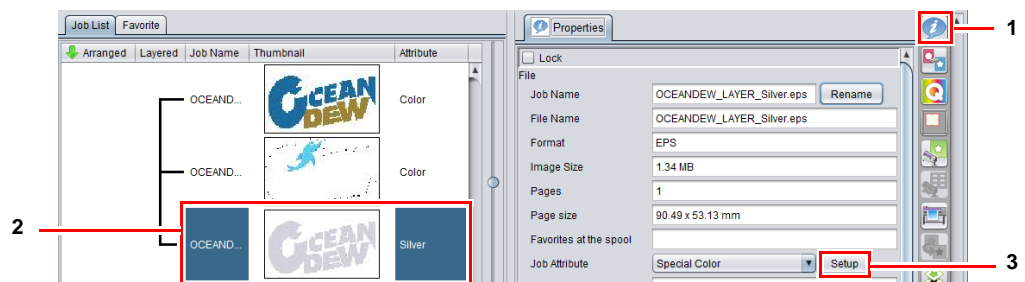 Job List Favorite
Arranged Layered Job Name Thumbnail Attribute
OCEAND... OCEAN DEW Color
OCEAND... Color
OCEAND... OCEAN DEW Silver
2
Properties
1
Lock
File
Job Name OCEANDEW_LAYER_Silver.eps Rename
File Name OCEANDEW_LAYER_Silver.eps
Format EPS
Image Size 1.34 MB
Pages 1
Page size 90.49 x 53.13 mm
Favorites at the spool
Job Attribute Special Color Setup
3